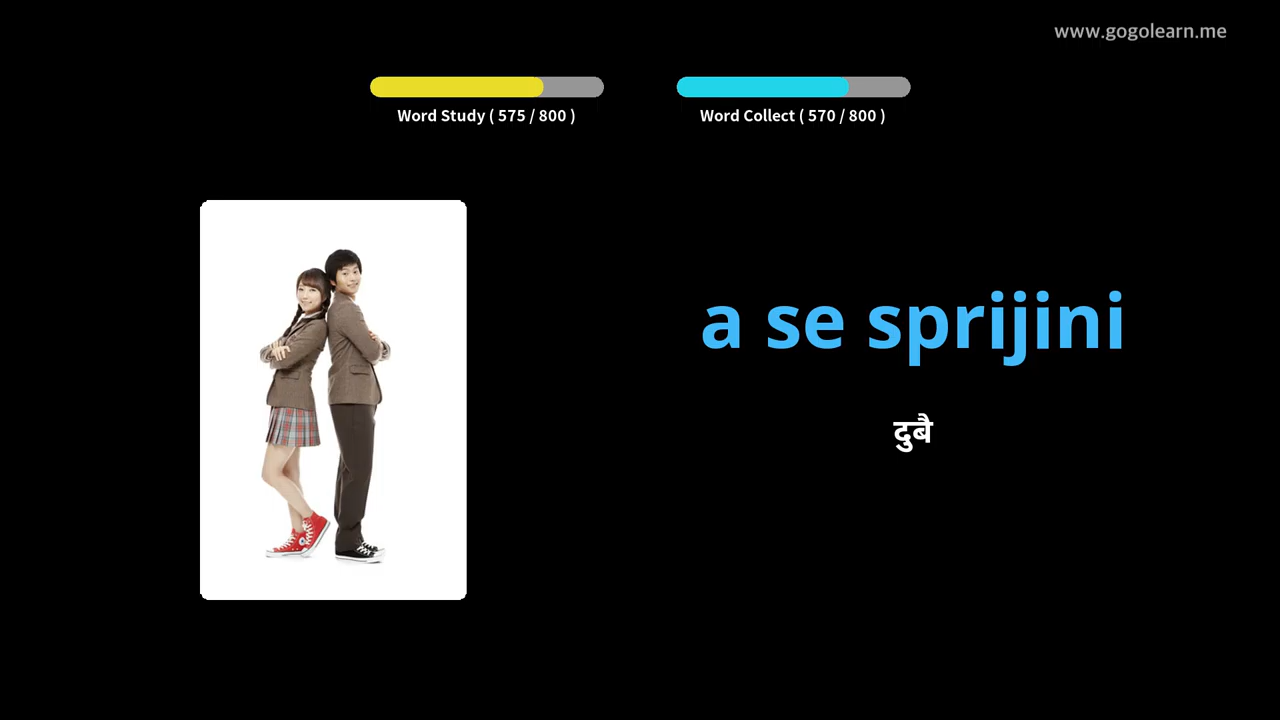 www.gogolearn.me
Word Study ( 575 / 800 )
Word Collect ( 570 / 800 )
a se sprijini
दुबै